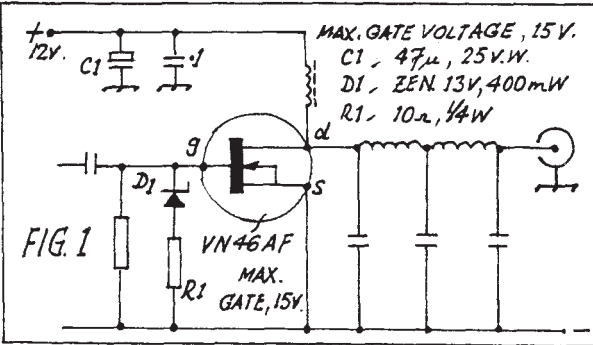 + 12V.
C1
.1
MAX. GATE VOLTAGE, 15V.
C1, 47µ, 25V.W.
D1, ZEN. 13V, 400mW
R1, 10Ω, 1/4W
d
g
s
D1
FIG. 1
R1
VN46AF
MAX.
GATE, 15V.
-